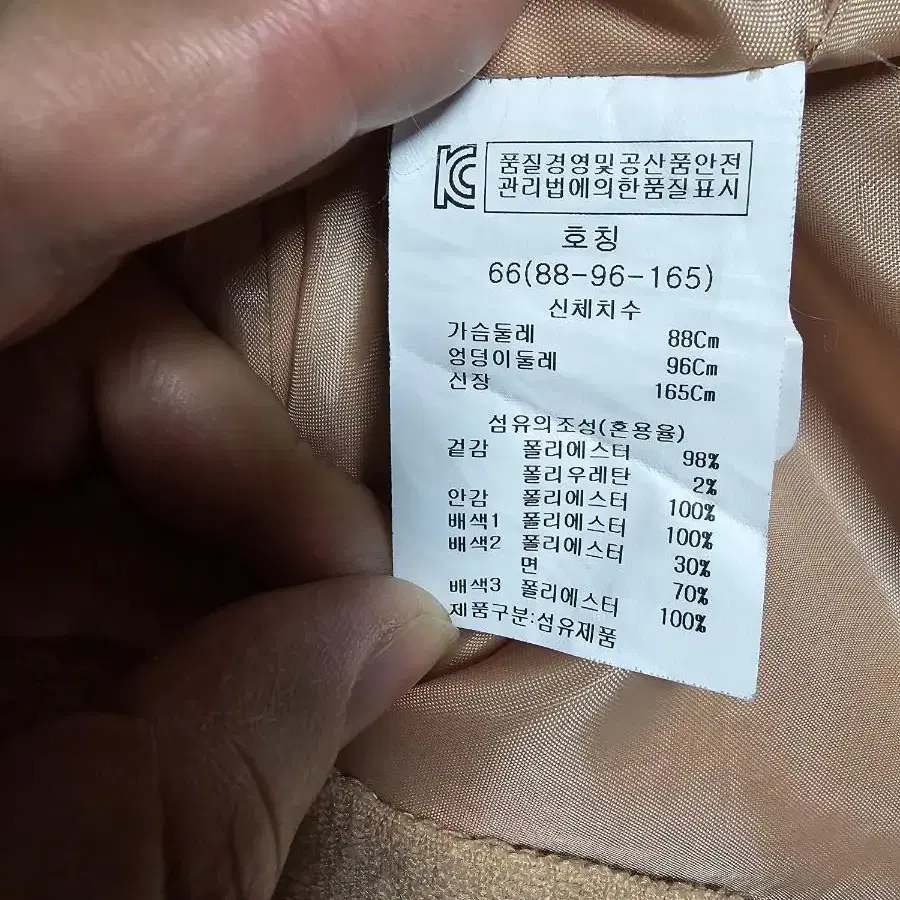 KC
품질경영및공산품안전
관리법에의한품질표시
호칭
66(88-96-165)
신체치수
가슴둘레 88Cm
엉덩이둘레 96Cm
신장 165Cm
섬유의조성(혼용율)
겉감 폴리에스터 98%
폴리우레탄 2%
안감 폴리에스터 100%
배색1 폴리에스터 100%
배색2 폴리에스터 30%
면 70%
배색3 폴리에스터 100%
제품구분:섬유제품